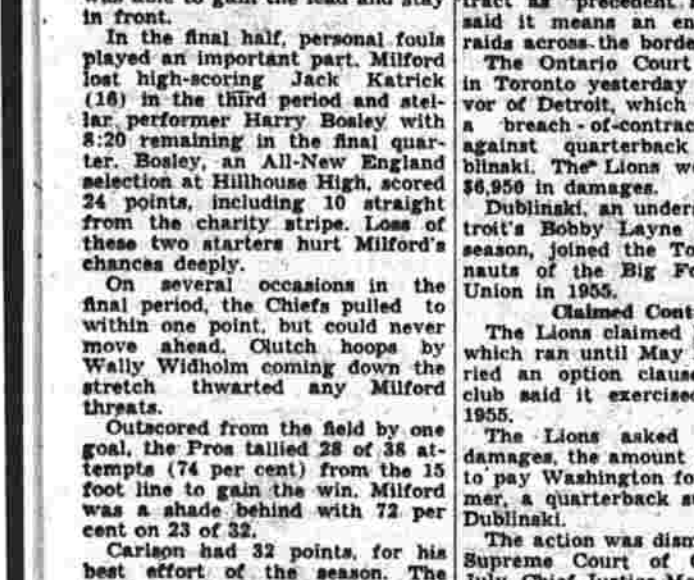 in front.
In the final half, personal fouls
played an important part. Milford
lost high-scoring Jack Katrick
(16) in the third period and stel-
lar performer Harry Bosley with
8:20 remaining in the final quar-
ter. Bosley, an All-New England
selection at Hillhouse High, scored
24 points, including 10 straight
from the charity stripe. Loss of
these two starters hurt Milford's
chances deeply.
On several occasions in the
final period, the Chiefs pulled to
within one point, but could never
move ahead. Clutch hoops by
Wally Widholm coming down the
stretch thwarted any Milford
threats.
Outscored from the field by one
goal, the Pros tallied 28 of 38 at-
tempts (74 per cent) from the 15
foot line to gain the win. Milford
was a shade behind with 72 per
cent on 23 of 32.
Carlson had 32 points, for his
best effort of the season. The
said it means an en
raids across the borde
The Ontario Court
in Toronto yesterday
vor of Detroit, which
a breach-of-contrac
against quarterback
blinski. The Lions w
$6,950 in damages.
Dublinski, an under
troit's Bobby Layne
season, joined the To
nauts of the Big F
Union in 1955.
Claimed Cont
The Lions claimed
which ran until May
ried an option claus
club said it exercise
1955.
The Lions asked
damages, the amount
to pay Washington fo
mer, a quarterback a
Dublinski.
The action was dism
Supreme Court of